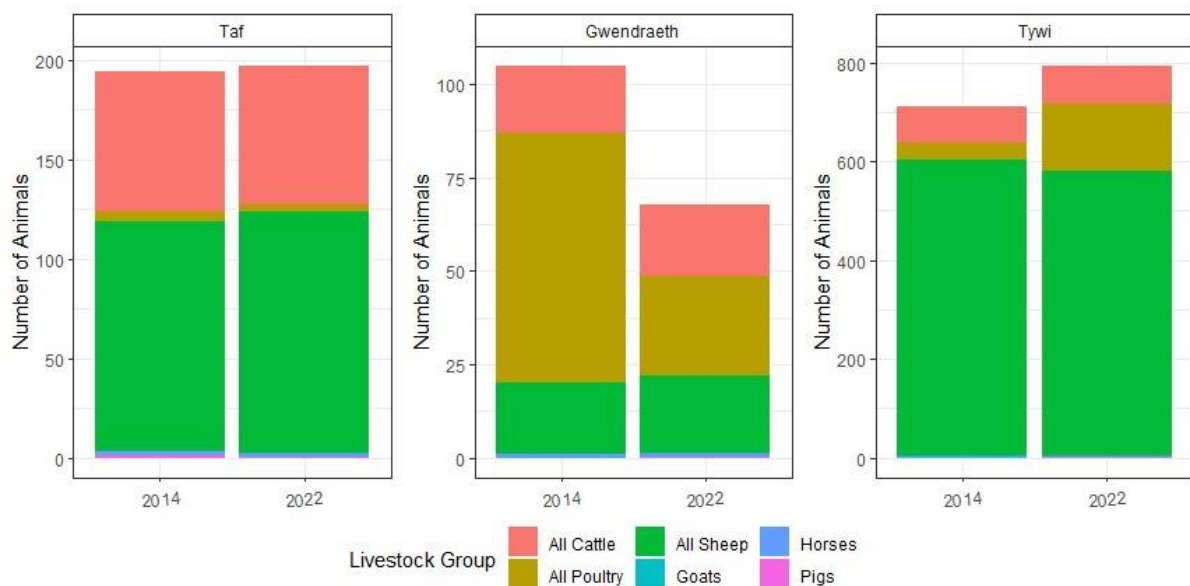 Taf
Gwendraeth
Tywi
Number of Animals
200
150
100
50
0
2014
2022
Number of Animals
100
75
50
25
0
2014
2022
Number of Animals
800
600
400
200
0
2014
2022
Livestock Group
All Cattle
All Sheep
Horses
All Poultry
Goats
Pigs